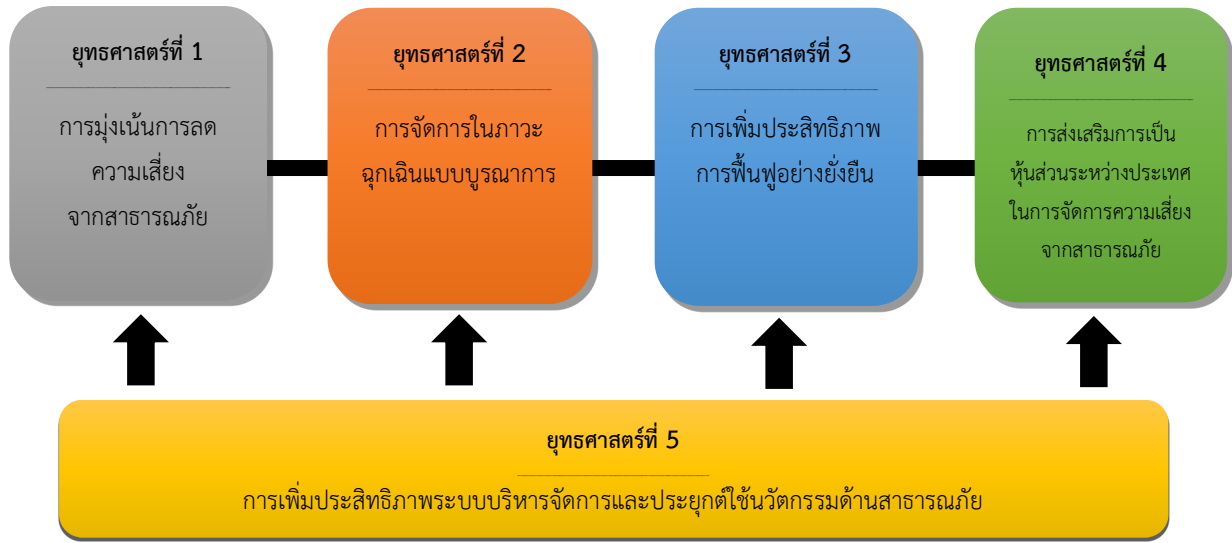 ยุทธศาสตร์ที่ 1
การมุ่งเน้นการลด
ความเสี่ยง
จากสาธารณภัย
ยุทธศาสตร์ที่ 2
การจัดการในภาวะ
ฉุกเฉินแบบบูรณาการ
ยุทธศาสตร์ที่ 3
การเพิ่มประสิทธิภาพ
การฟื้นฟูอย่างยั่งยืน
ยุทธศาสตร์ที่ 4
การส่งเสริมการเป็น
หุ้นส่วนระหว่างประเทศ
ในการจัดการความเสี่ยง
จากสาธารณภัย
ยุทธศาสตร์ที่ 5
การเพิ่มประสิทธิภาพระบบบริหารจัดการและประยุกต์ใช้นวัตกรรมด้านสาธารณภัย